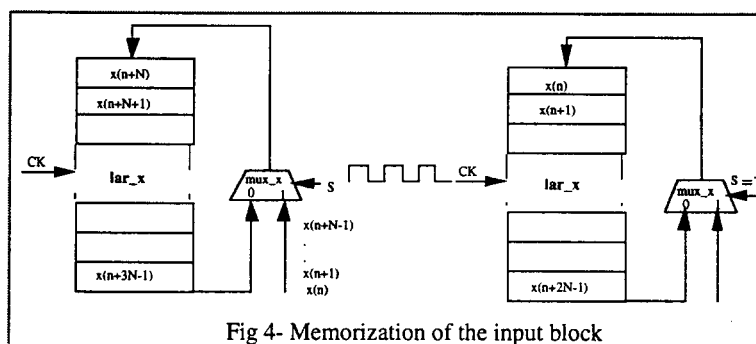 x(n+N)
x(n+N+1)
CK
lar_x
mux_x
0 1
S
x(n+3N-1)
x(n+N-1)
.
.
x(n+1)
x(n)
x(n)
x(n+1)
CK
lar_x
mux_x
0 1
x(n+2N-1)
Fig 4- Memorization of the input block